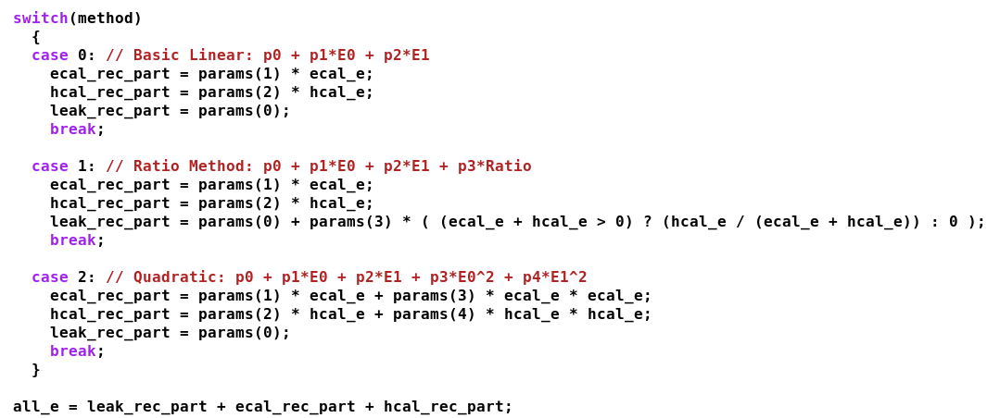 switch(method)
  {
  case 0: // Basic Linear: p0 + p1*E0 + p2*E1
    ecal_rec_part = params(1) * ecal_e;
    hcal_rec_part = params(2) * hcal_e;
    leak_rec_part = params(0);
    break;

  case 1: // Ratio Method: p0 + p1*E0 + p2*E1 + p3*Ratio
    ecal_rec_part = params(1) * ecal_e;
    hcal_rec_part = params(2) * hcal_e;
    leak_rec_part = params(0) + params(3) * ( (ecal_e + hcal_e > 0) ? (hcal_e / (ecal_e + hcal_e)) : 0 );
    break;

  case 2: // Quadratic: p0 + p1*E0 + p2*E1 + p3*E0^2 + p4*E1^2
    ecal_rec_part = params(1) * ecal_e + params(3) * ecal_e * ecal_e;
    hcal_rec_part = params(2) * hcal_e + params(4) * hcal_e * hcal_e;
    leak_rec_part = params(0);
    break;
  }

all_e = leak_rec_part + ecal_rec_part + hcal_rec_part;